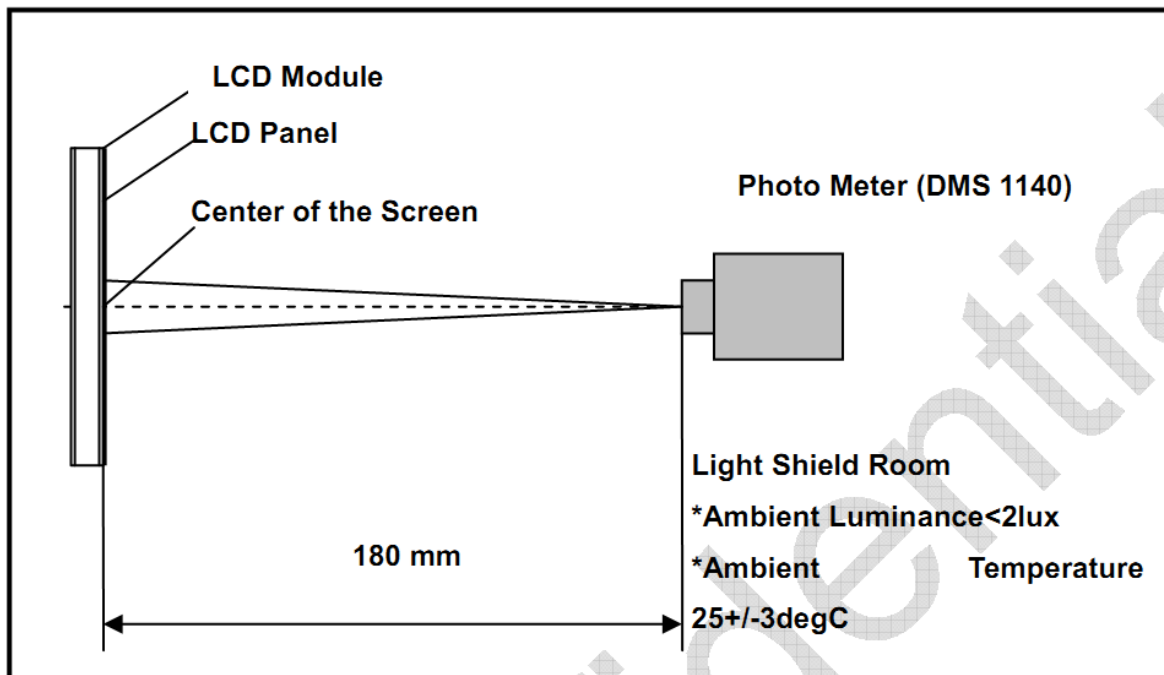 LCD Module
LCD Panel
Center of the Screen
Photo Meter (DMS 1140)
180 mm
Light Shield Room
*Ambient Luminance<2lux
*Ambient Temperature
25+/-3degC